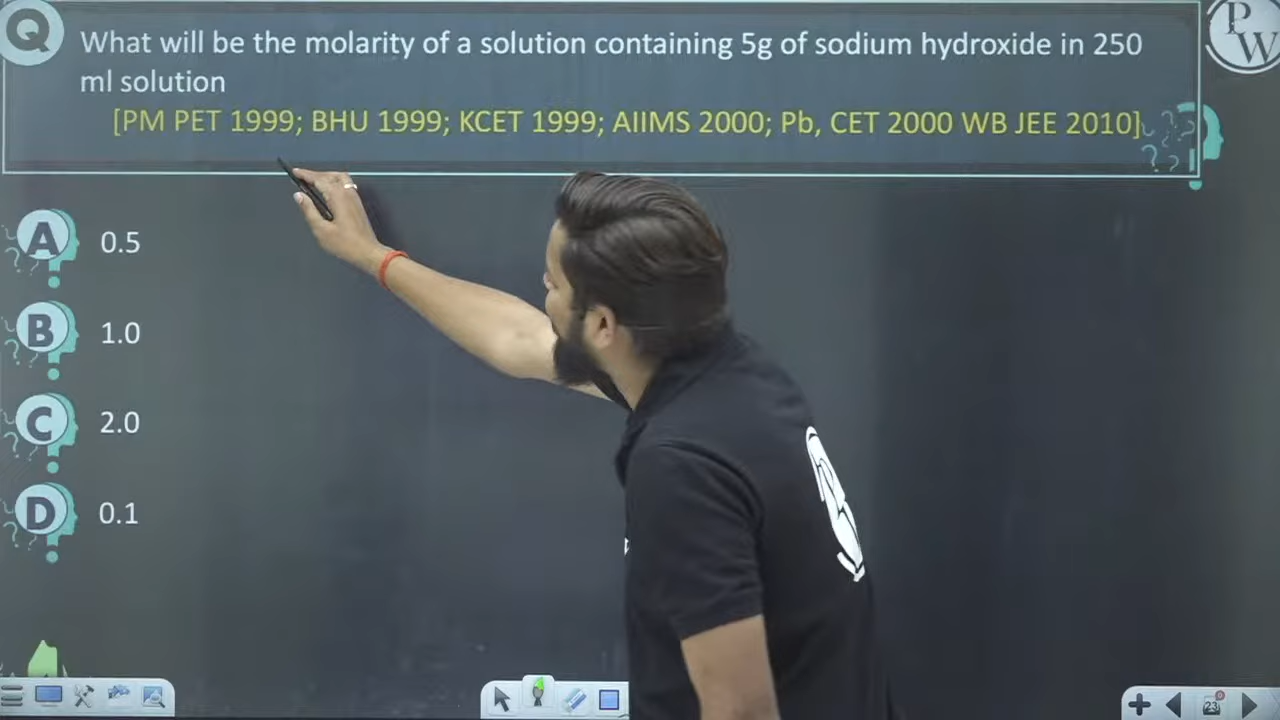 Q
What will be the molarity of a solution containing 5g of sodium hydroxide in 250
ml solution
[PM PET 1999; BHU 1999; KCET 1999; AIIMS 2000; Pb, CET 2000 WB JEE 2010]
PW
A 0.5
B 1.0
C 2.0
D 0.1
23